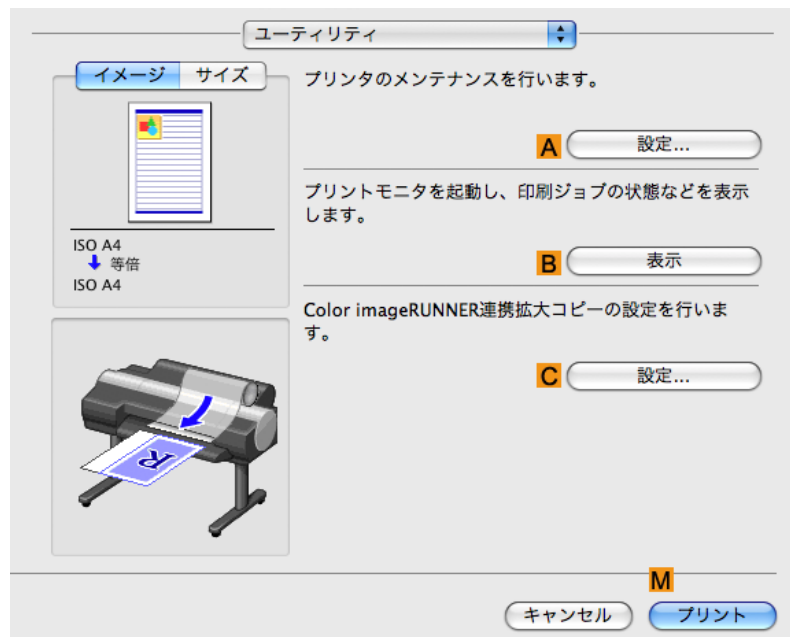 ユーティリティ
イメージ サイズ
ISO A4
等倍
ISO A4
プリンタのメンテナンスを行います。
A 設定...
プリントモニタを起動し、印刷ジョブの状態などを表示
します。
B 表示
Color imageRUNNER連携拡大コピーの設定を行いま
す。
C 設定...
R
M
キャンセル プリント